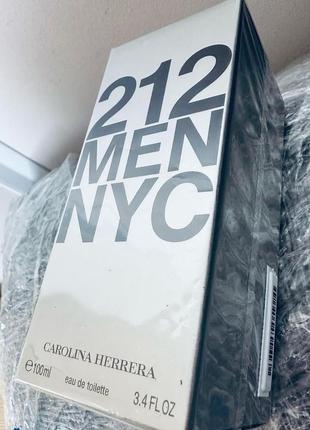 212
MEN
NYC
CAROLINA HERRERA
℮100ml eau de toilette 3.4 FL OZ